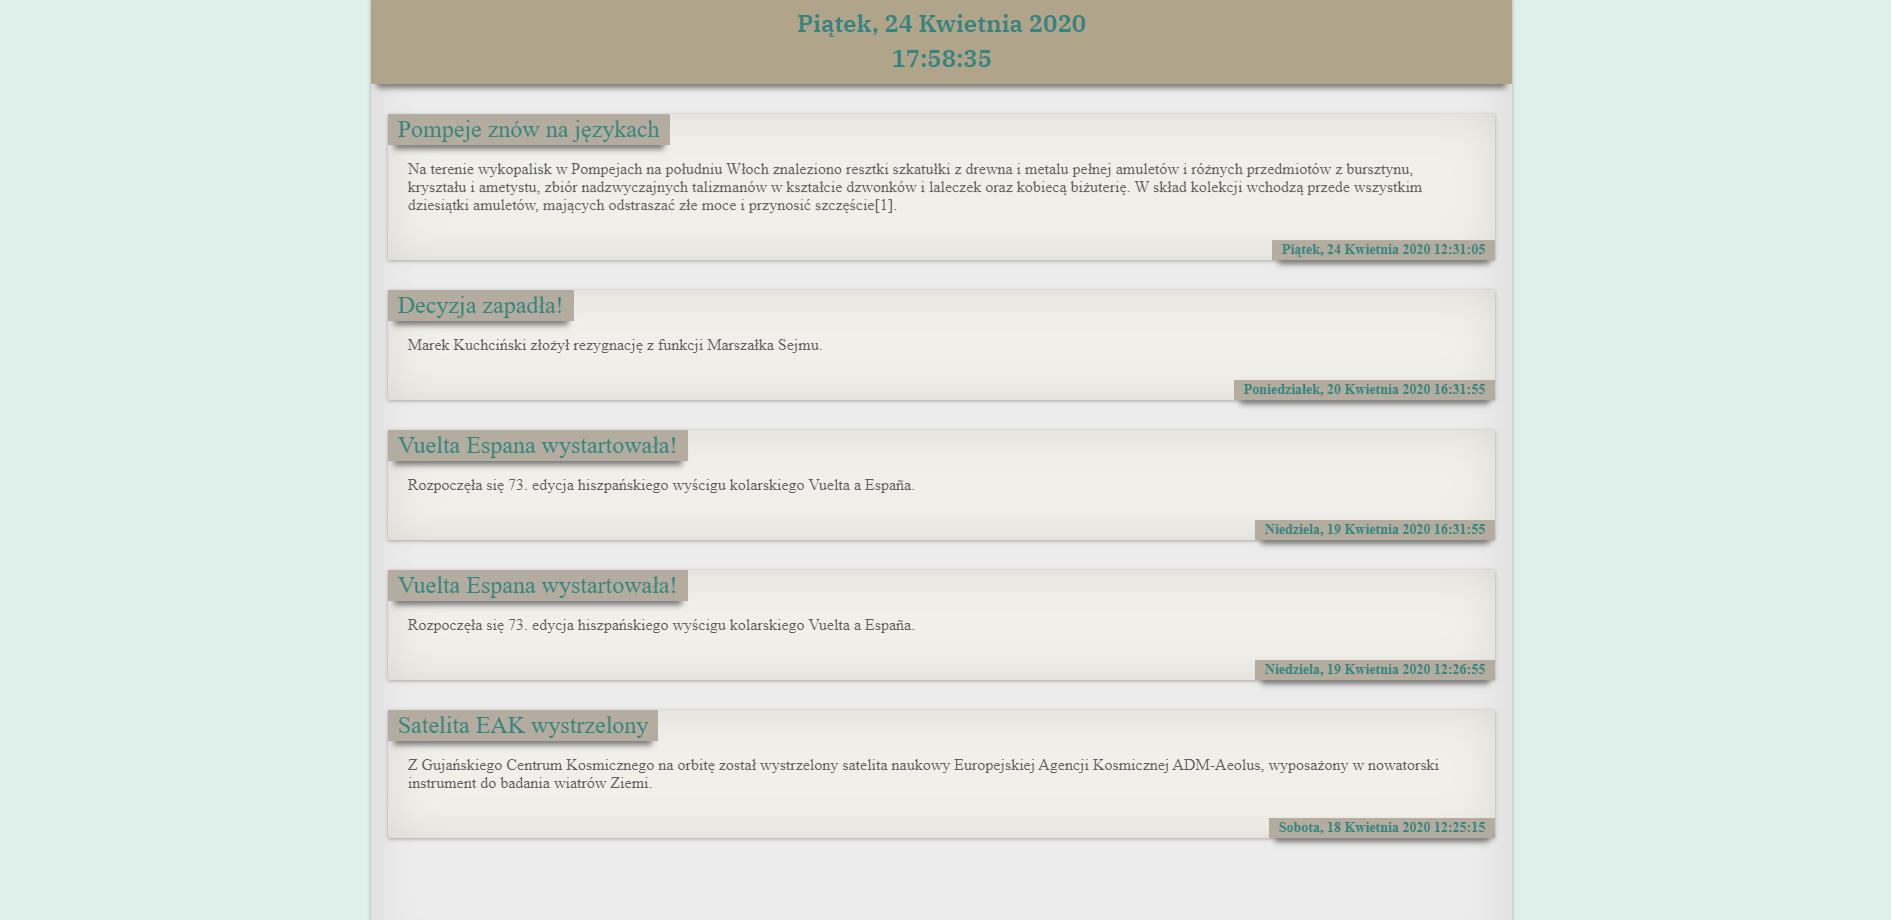 Piątek, 24 Kwietnia 2020
17:58:35
Pompeje znów na językach
Na terenie wykopalisk w Pompejach na południu Włoch znaleziono resztki szkatułki z drewna i metalu pełnej amuletów i różnych przedmiotów z bursztynu,
kryształu i ametystu, zbiór nadzwyczajnych talizmanów w kształcie dzwonków i laleczek oraz kobiecą biżuterię. W skład kolekcji wchodzą przede wszystkim
dziesiątki amuletów, mających odstraszać złe moce i przynosić szczęście[1].
Piątek, 24 Kwietnia 2020 12:31:05
Decyzja zapadła!
Marek Kuchciński złożył rezygnację z funkcji Marszałka Sejmu.
Poniedziałek, 20 Kwietnia 2020 16:31:55
Vuelta Espana wystartowała!
Rozpoczęła się 73. edycja hiszpańskiego wyścigu kolarskiego Vuelta a España.
Niedziela, 19 Kwietnia 2020 16:31:55
Vuelta Espana wystartowała!
Rozpoczęła się 73. edycja hiszpańskiego wyścigu kolarskiego Vuelta a España.
Niedziela, 19 Kwietnia 2020 12:26:55
Satelita EAK wystrzelony
Z Gujańskiego Centrum Kosmicznego na orbitę został wystrzelony satelita naukowy Europejskiej Agencji Kosmicznej ADM-Aeolus, wyposażony w nowatorski
instrument do badania wiatrów Ziemi.
Sobota, 18 Kwietnia 2020 12:25:15